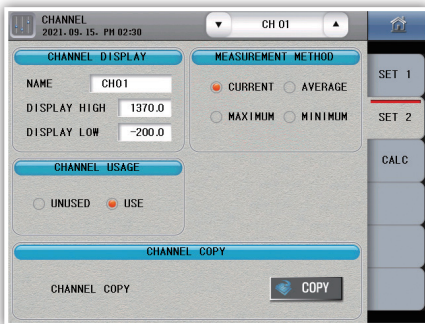 CHANNEL
2021.09.15. PM 02:30
CH 01
CHANNEL DISPLAY
NAME CH01
DISPLAY HIGH 1370.0
DISPLAY LOW -200.0
MEASUREMENT METHOD
CURRENT AVERAGE
MAXIMUM MINIMUM
CHANNEL USAGE
UNUSED USE
CHANNEL COPY
CHANNEL COPY COPY
SET 1
SET 2
CALC